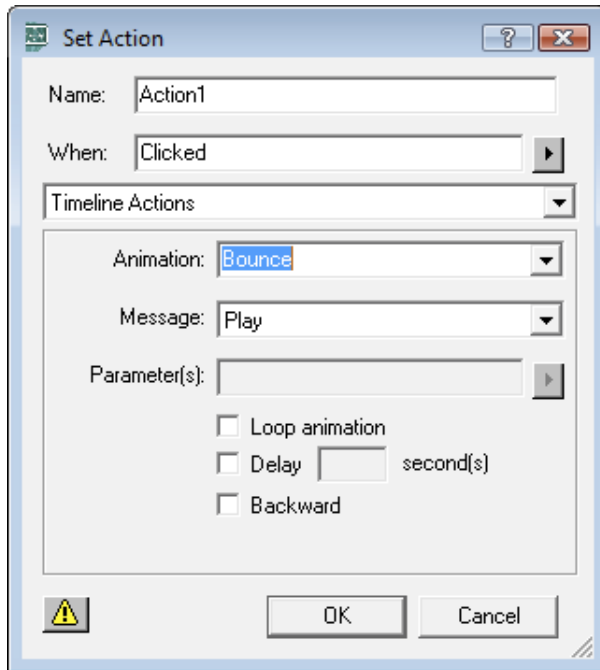 Set Action
Name: Action1
When: Clicked
Timeline Actions
Animation: Bounce
Message: Play
Parameter(s):
Loop animation
Delay second(s)
Backward
OK Cancel